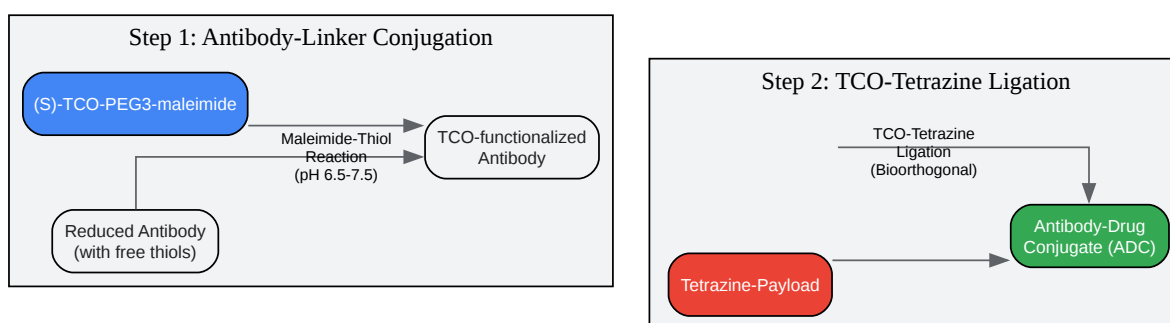 Step 1: Antibody-Linker Conjugation
(S)-TCO-PEG3-maleimide
Maleimide-Thiol
Reaction
(pH 6.5-7.5)
TCO-functionalized
Antibody
Reduced Antibody
(with free thiols)
Step 2: TCO-Tetrazine Ligation
TCO-Tetrazine
Ligation
(Bioorthogonal)
Antibody-Drug
Conjugate (ADC)
Tetrazine-Payload